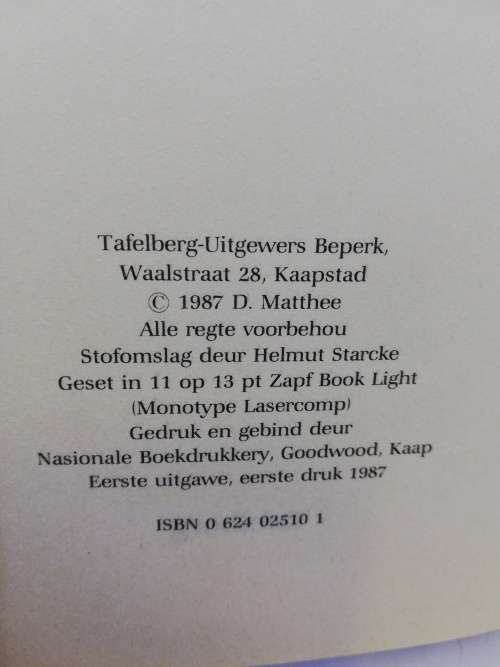 Tafelberg-Uitgewers Beperk,
Waalstraat 28, Kaapstad
© 1987 D. Matthee
Alle regte voorbehou
Stofomslag deur Helmut Starcke
Geset in 11 op 13 pt Zapf Book Light
(Monotype Lasercomp)
Gedruk en gebind deur
Nasionale Boekdrukkery, Goodwood, Kaap
Eerste uitgawe, eerste druk 1987
ISBN 0 624 02510 1